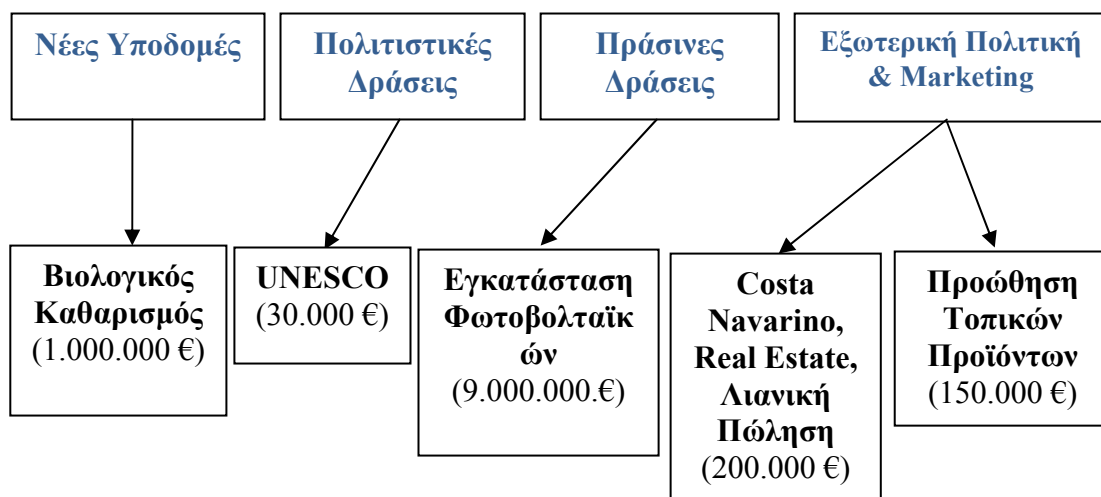 Νέες Υποδομές
Πολιτιστικές
Δράσεις
Πράσινες
Δράσεις
Εξωτερική Πολιτική
& Marketing
Βιολογικός
Καθαρισμός
(1.000.000 €)
UNESCO
(30.000 €)
Εγκατάσταση
Φωτοβολταϊκ
ών
(9.000.000.€)
Costa
Navarino,
Real Estate,
Λιανική
Πώληση
(200.000 €)
Προώθηση
Τοπικών
Προϊόντων
(150.000 €)